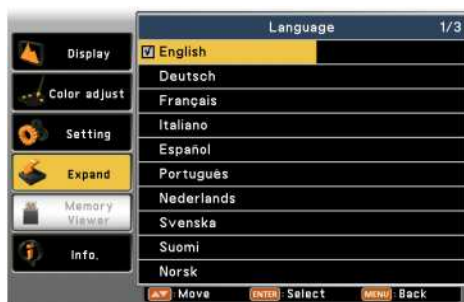 Language 1/3
Display
Color adjust
Setting
Expand
Memory
Viewer
Info.
English
Deutsch
Français
Italiano
Español
Português
Nederlands
Svenska
Suomi
Norsk
▲▼ :Move ENTER :Select MENU :Back